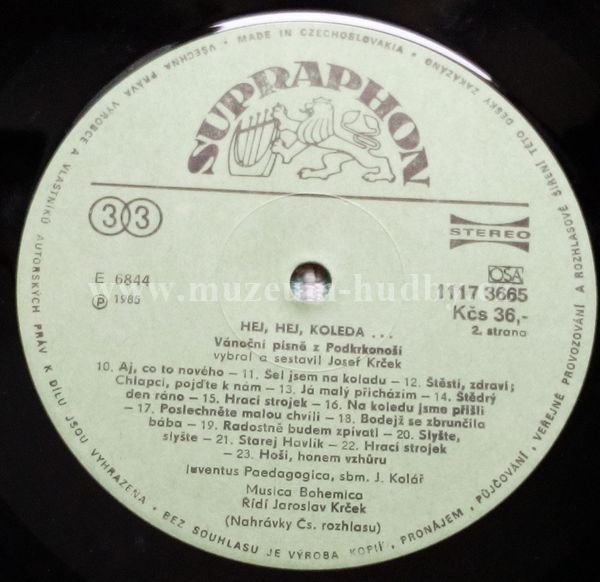 VŠECHNA PRÁVA VÝROBCE A VLASTNÍKŮ AUTORSKÝCH PRÁV K DÍLU JSOU VYHRAZENA • BEZ SOUHLASU JE VÝROBA KOPIÍ, PRONÁJEM, PŮJČOVÁNÍ, VEŘEJNÉ PROVOZOVÁNÍ A ROZHLASOVÉ ŠÍŘENÍ TÉTO DESKY ZAKÁZÁNO • MADE IN CZECHOSLOVAKIA •
SUPRAPHON
33
STEREO
E 6844
OSA
1117 3665
Ⓟ 1985
Kčs 36,-
www.muzeum-hudby.
2. strana
HEJ, HEJ, KOLEDA ...
Vánoční písně z Podkrkonoší
vybral a sestavil Josef Krček
10. Aj, co to nového – 11. Šel jsem na koladu – 12. Štěstí, zdraví;
Chlapci, pojďte k nám – 13. Já malý přicházím – 14. Štědrý
den ráno – 15. Hrací strojek – 16. Na koledu jsme přišli
– 17. Poslechněte malou chvíli – 18. Bodejž se zbrunčila
bába – 19. Radostně budem zpívati – 20. Slyšte,
slyšte – 21. Starej Havlík – 22. Hrací strojek
– 23. Hoši, honem vzhůru
Iuventus Paedagogica, sbm. J. Kolář
Musica Bohemica
Řídí Jaroslav Krček
(Nahrávky Čs. rozhlasu)